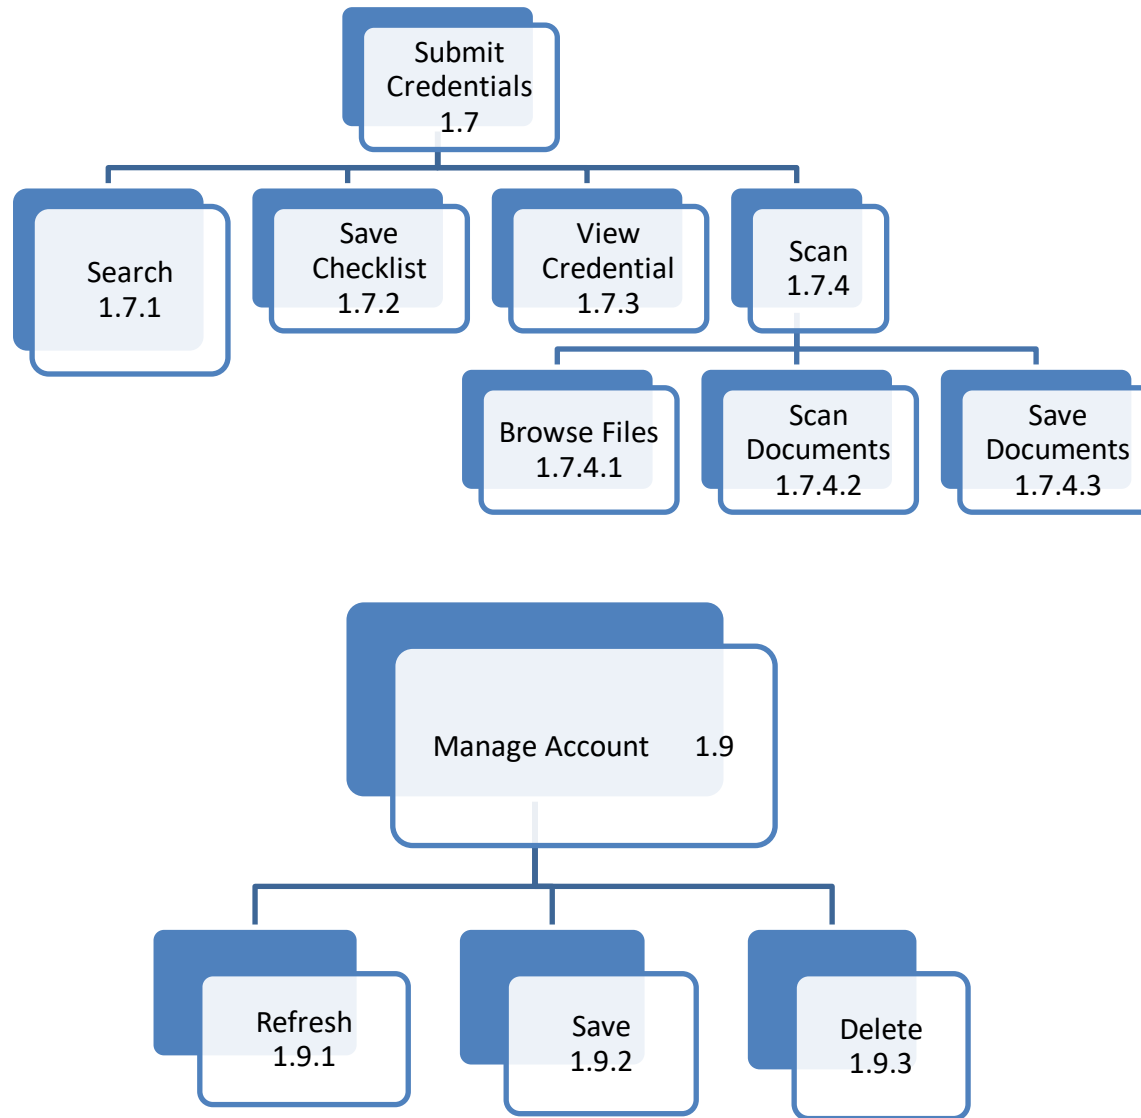 Submit
Credentials
1.7
Search
1.7.1
Save
Checklist
1.7.2
View
Credential
1.7.3
Scan
1.7.4
Browse Files
1.7.4.1
Scan
Documents
1.7.4.2
Save
Documents
1.7.4.3
Manage Account 1.9
Refresh
1.9.1
Save
1.9.2
Delete
1.9.3